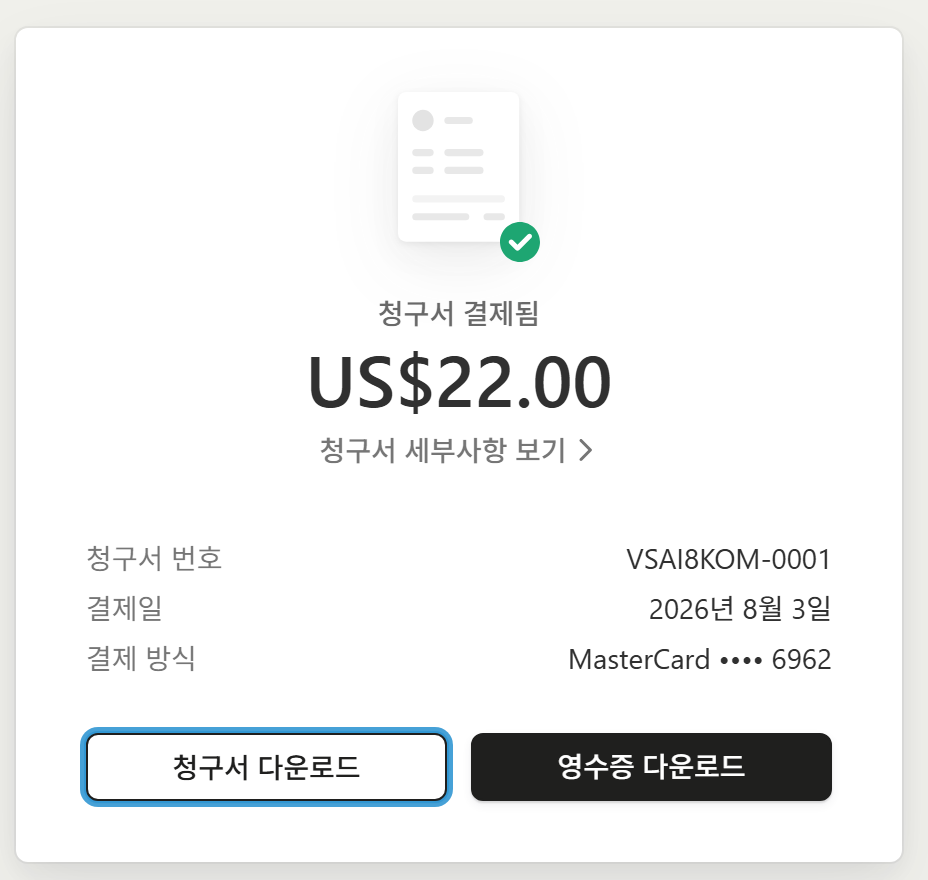 청구서 결제됨
US$22.00
청구서 세부사항 보기
청구서 번호 VSAI8KOM-0001
결제일 2026년 8월 3일
결제 방식 MasterCard •••• 6962
청구서 다운로드 영수증 다운로드